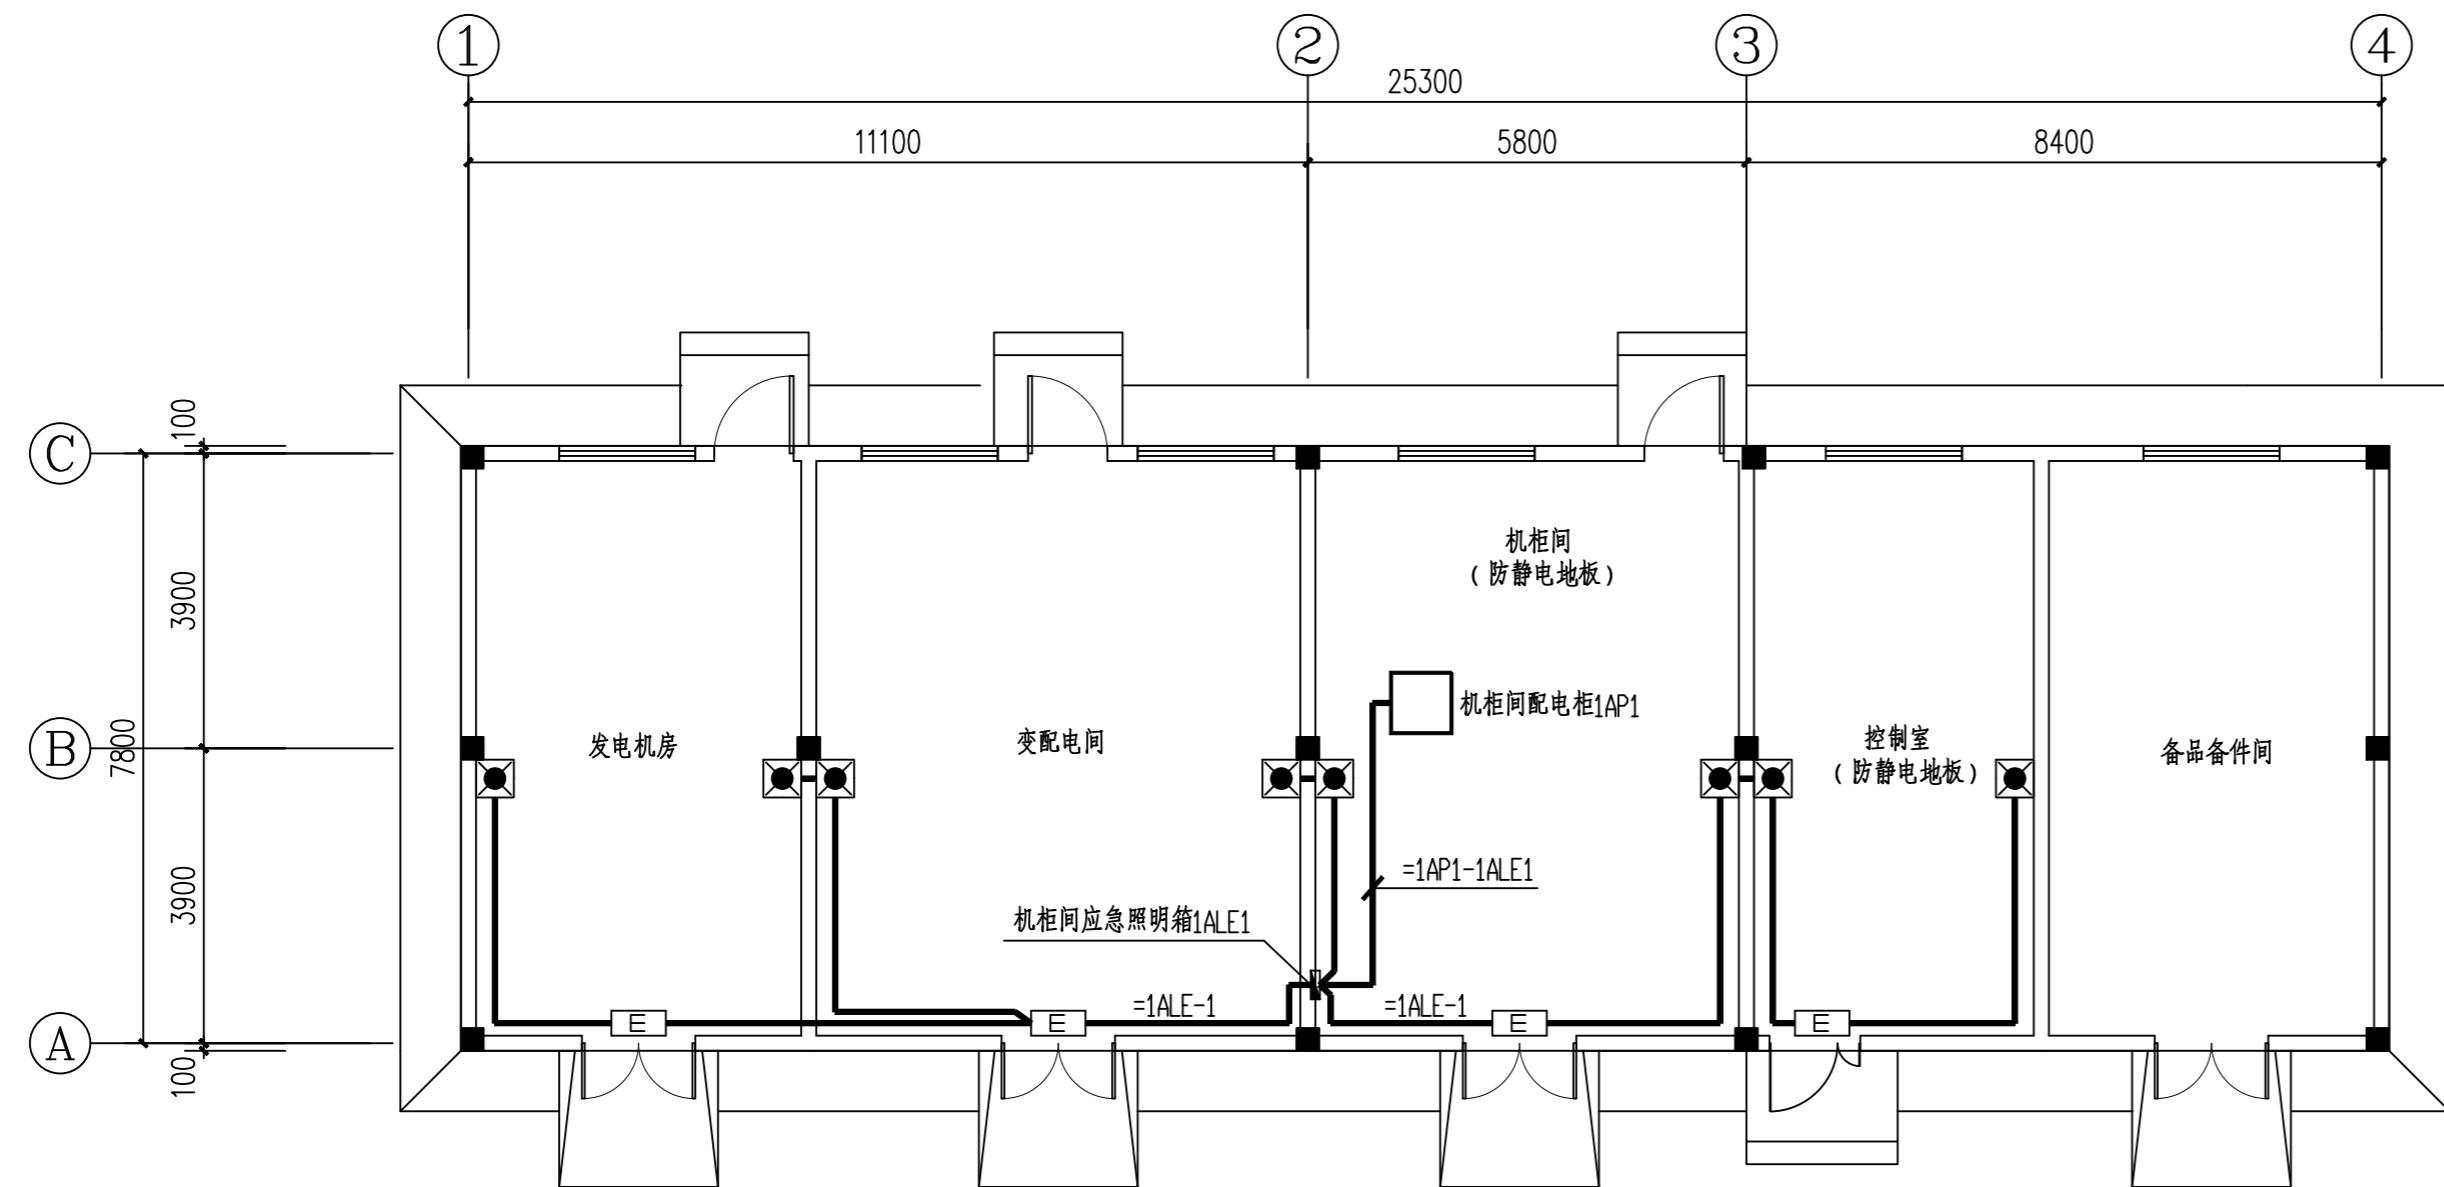 1
2
3
4
25300
11100
5800
8400
C
100
3900
7800
B
3900
A
100
机柜间
（防静电地板）
机柜间配电柜1AP1
发电机房
变配电间
控制室
（防静电地板）
备品备件间
=1AP1-1ALE1
机柜间应急照明箱1ALE1
=1ALE-1
=1ALE-1
E
E
E
E